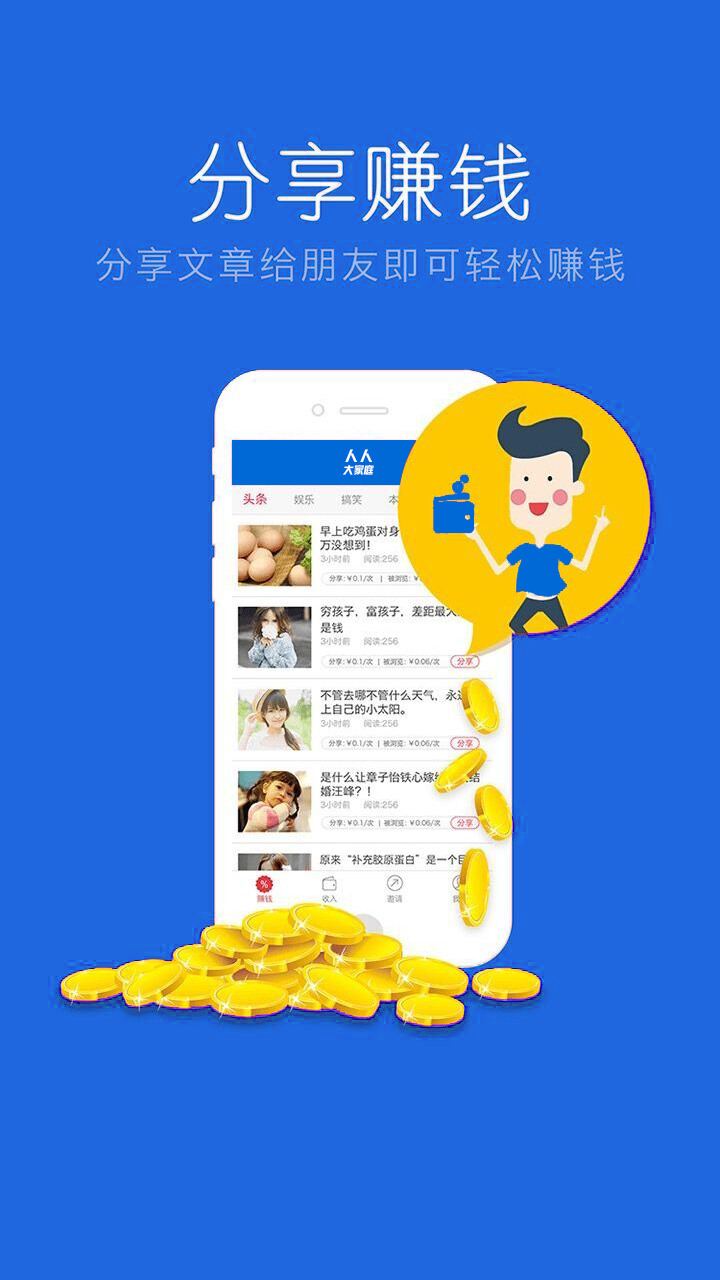 分享赚钱
分享文章给朋友即可轻松赚钱
人人
大家庭
头条 娱乐 搞笑 本
早上吃鸡蛋对身
万没想到！
3小时前 阅读:256
分享: ￥0.1/次 | 被浏览: ￥0
穷孩子，富孩子，差距最大
是钱
3小时前 阅读:256
分享: ￥0.1/次 | 被浏览: ￥0.06/次 分享
不管去哪不管什么天气，永远
上自己的小太阳。
3小时前 阅读:256
分享: ￥0.1/次 | 被浏览: ￥0.06/次 分享
是什么让章子怡铁心嫁给 结
婚汪峰？！
3小时前 阅读:256
分享: ￥0.1/次 | 被浏览: ￥0.06/次 分享
原来“补充胶原蛋白”是一个
% 
赚钱 收入 邀请 我